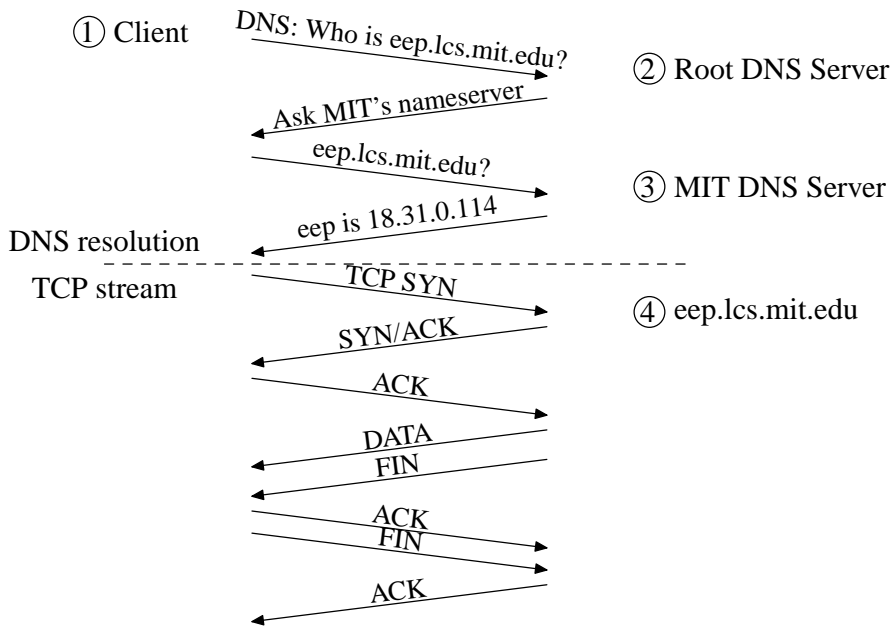 ① Client
DNS: Who is eep.lcs.mit.edu?
② Root DNS Server
Ask MIT's nameserver
eep.lcs.mit.edu?
③ MIT DNS Server
eep is 18.31.0.114
DNS resolution
TCP stream
TCP SYN
④ eep.lcs.mit.edu
SYN/ACK
ACK
DATA
FIN
ACK
FIN
ACK